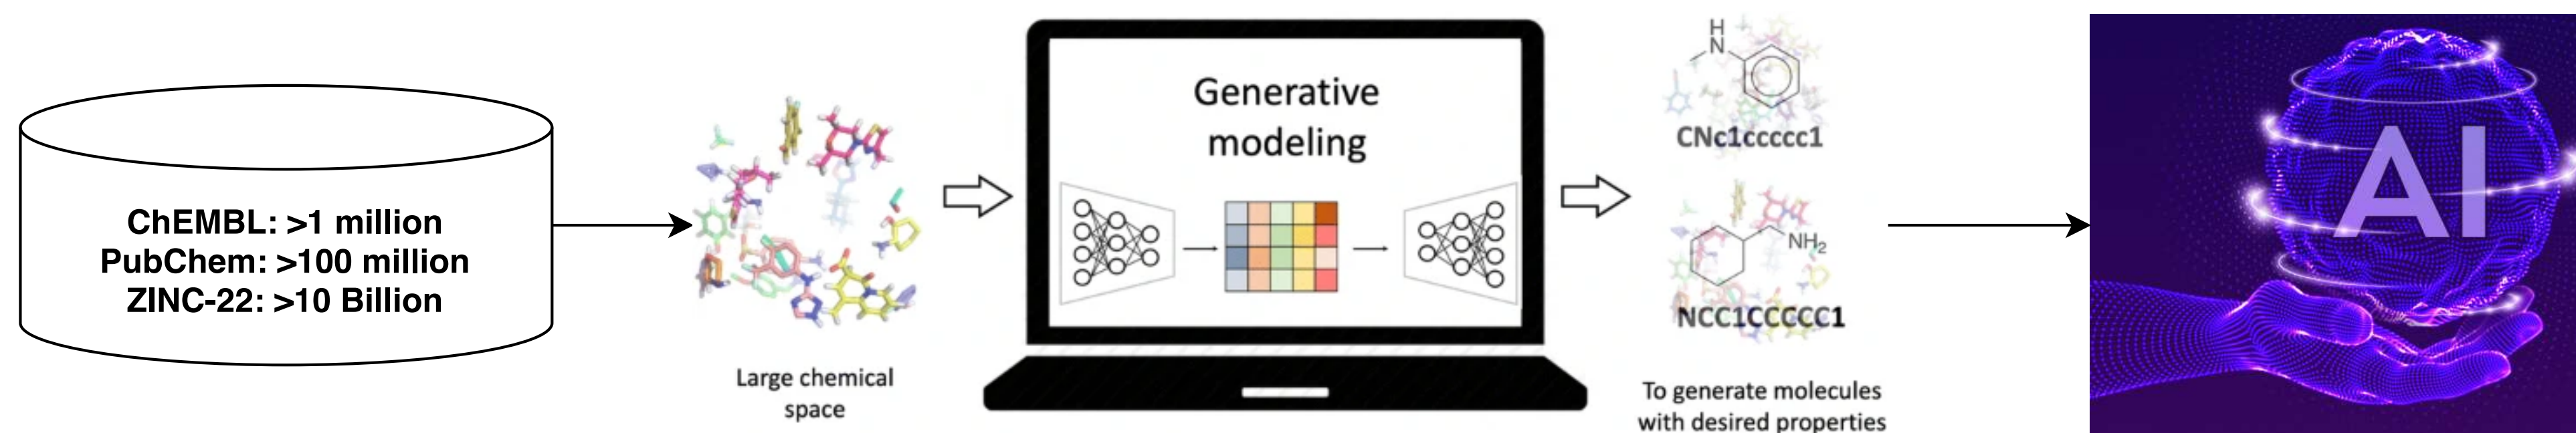 ChEMBL: >1 million
PubChem: >100 million
ZINC-22: >10 Billion
Large chemical
space
Generative
modeling
H
N
CNc1ccccc1
NH2
NCC1CCCCC1
To generate molecules
with desired properties
AI